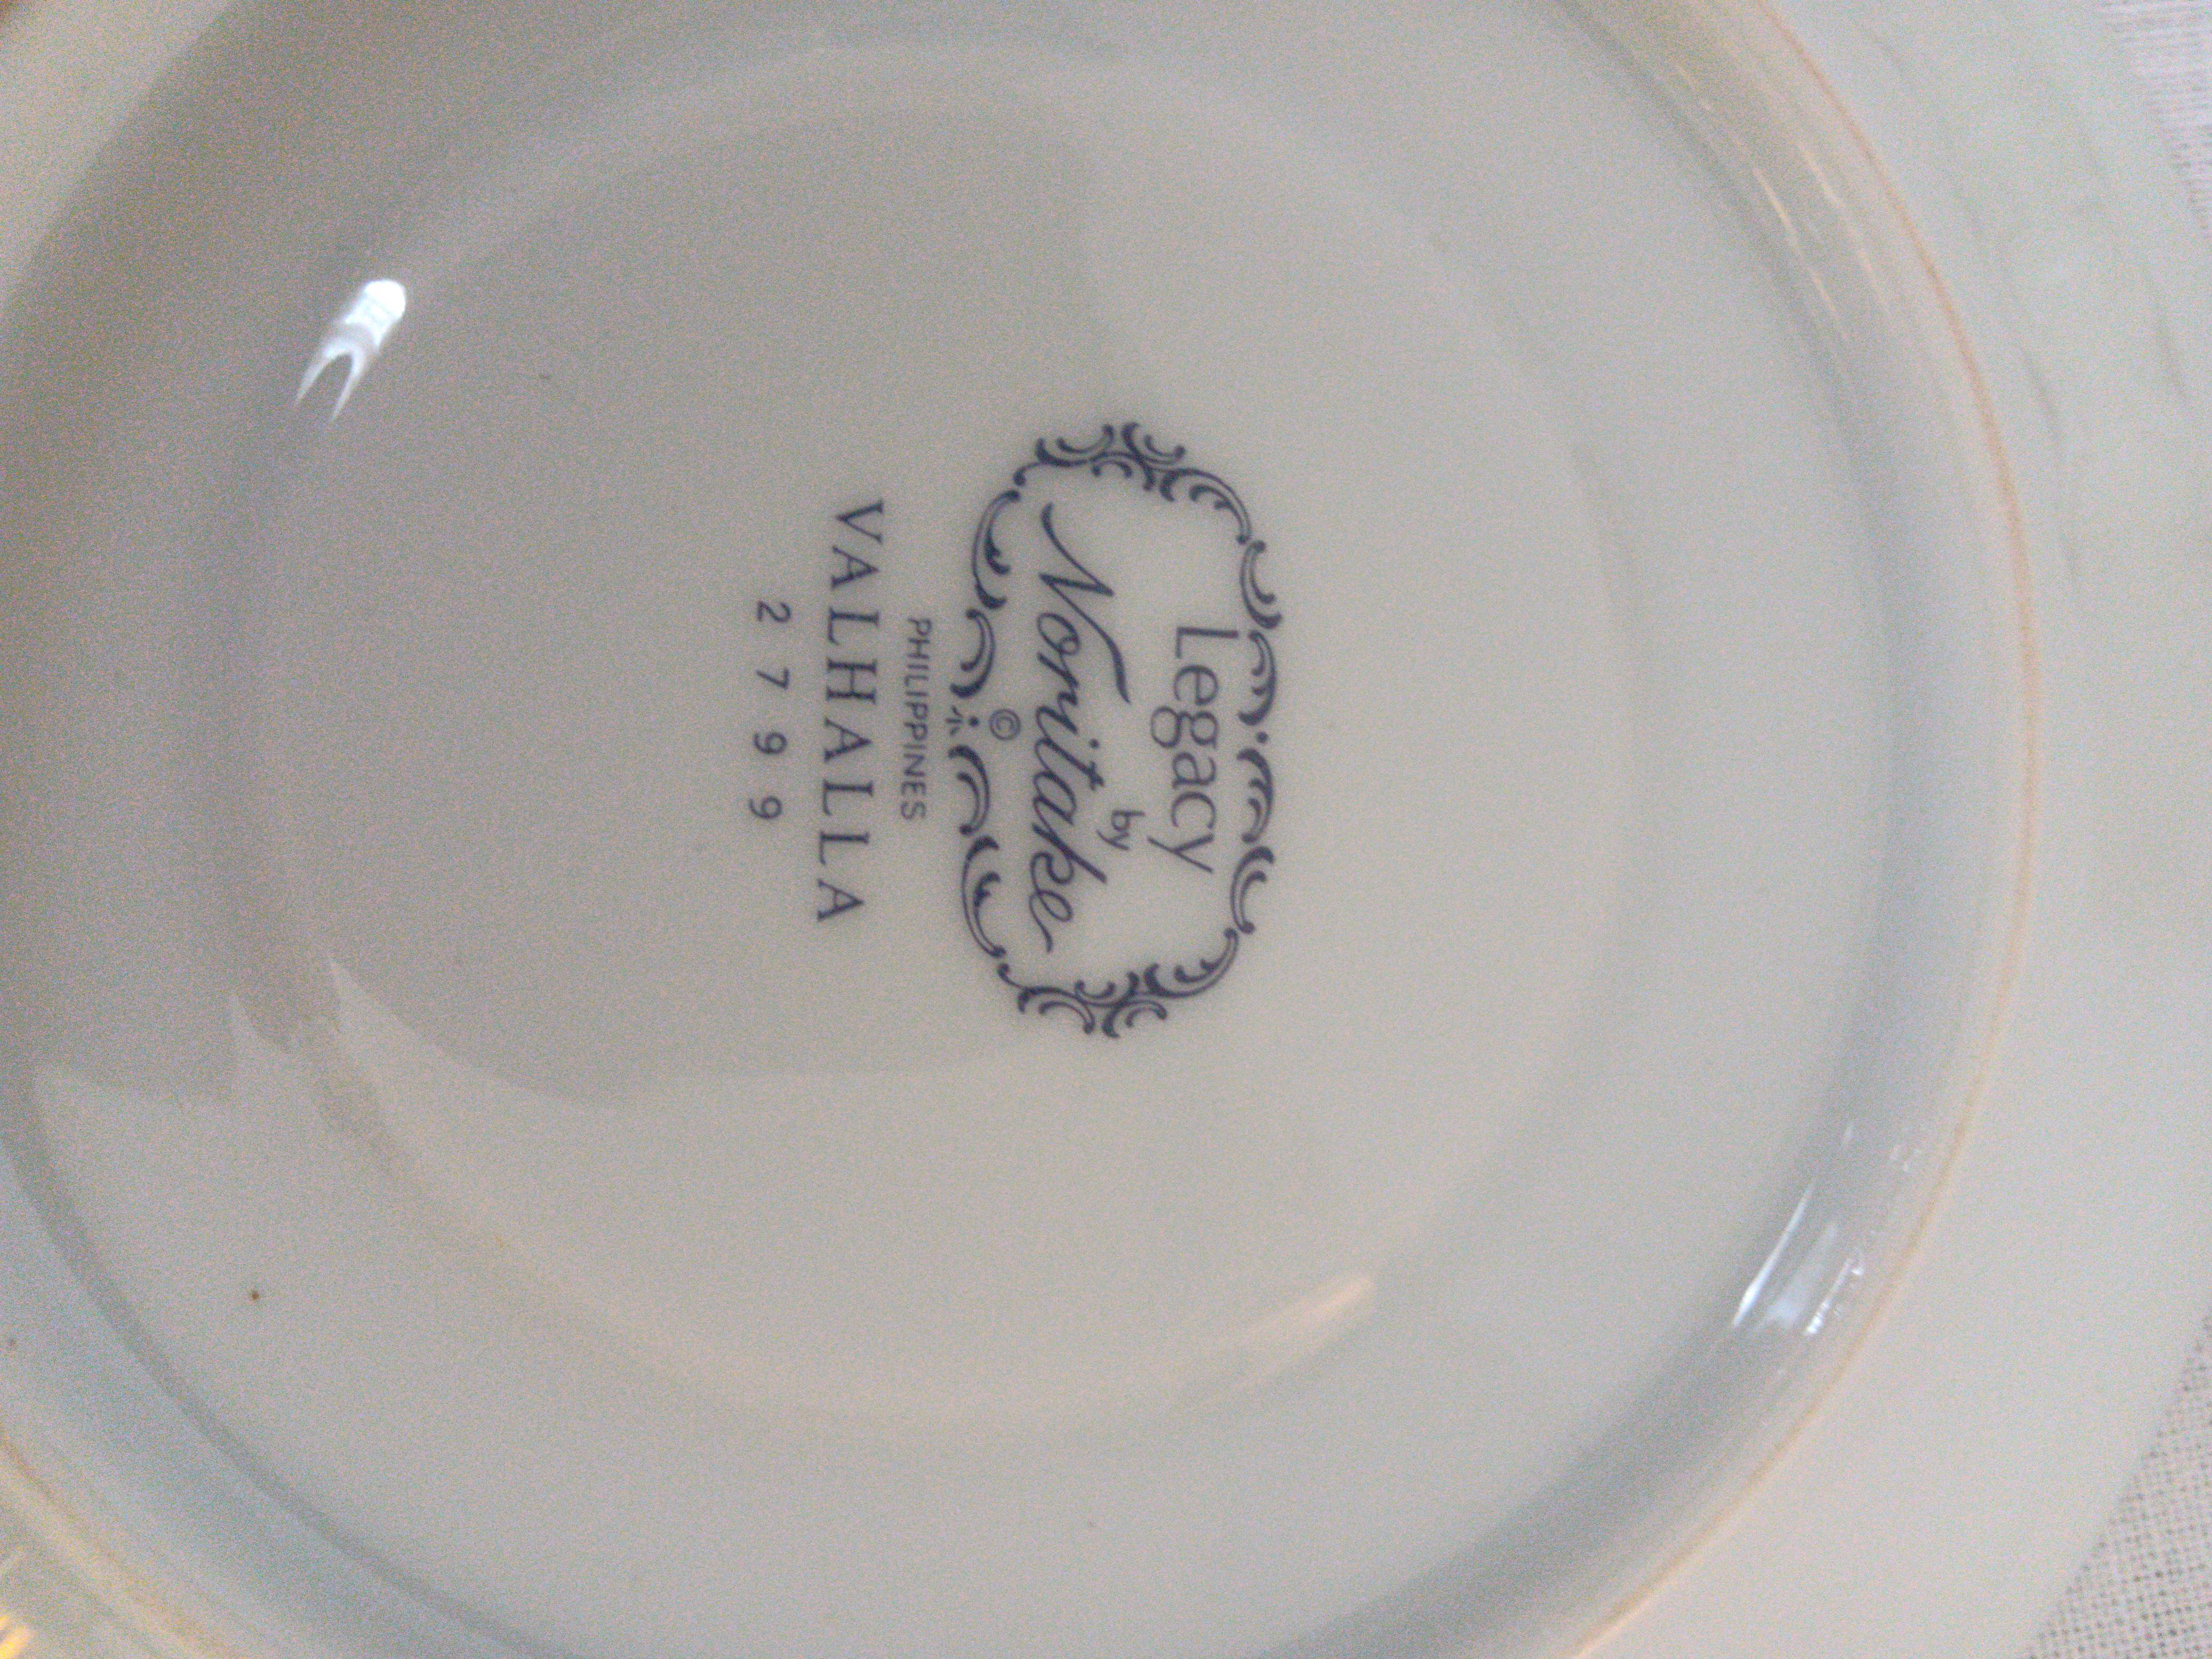 Legacy
by
Noritake
©
PHILIPPINES
VALHALLA
2799